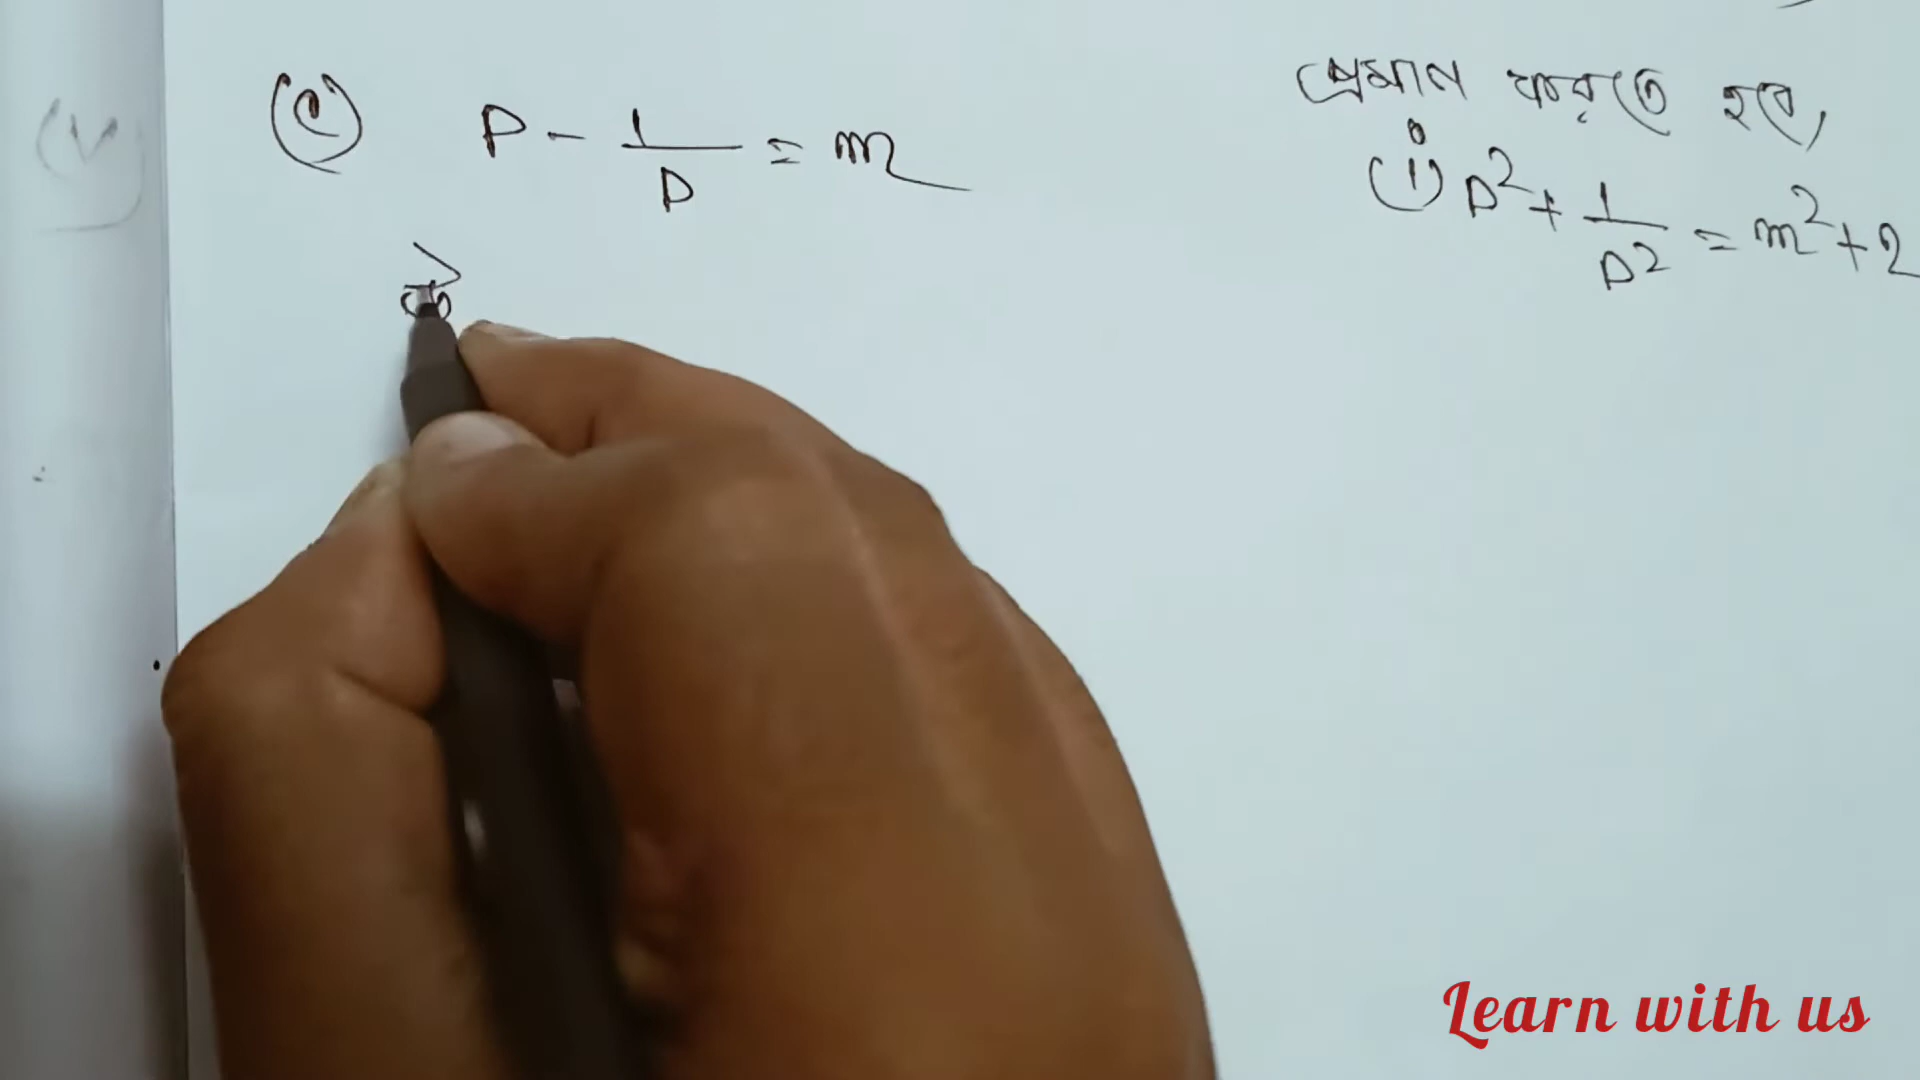 (c) P - 1/P = m
প্রমান করতে হবে,
(i) P² + 1/P² = m² + 2
Learn with us